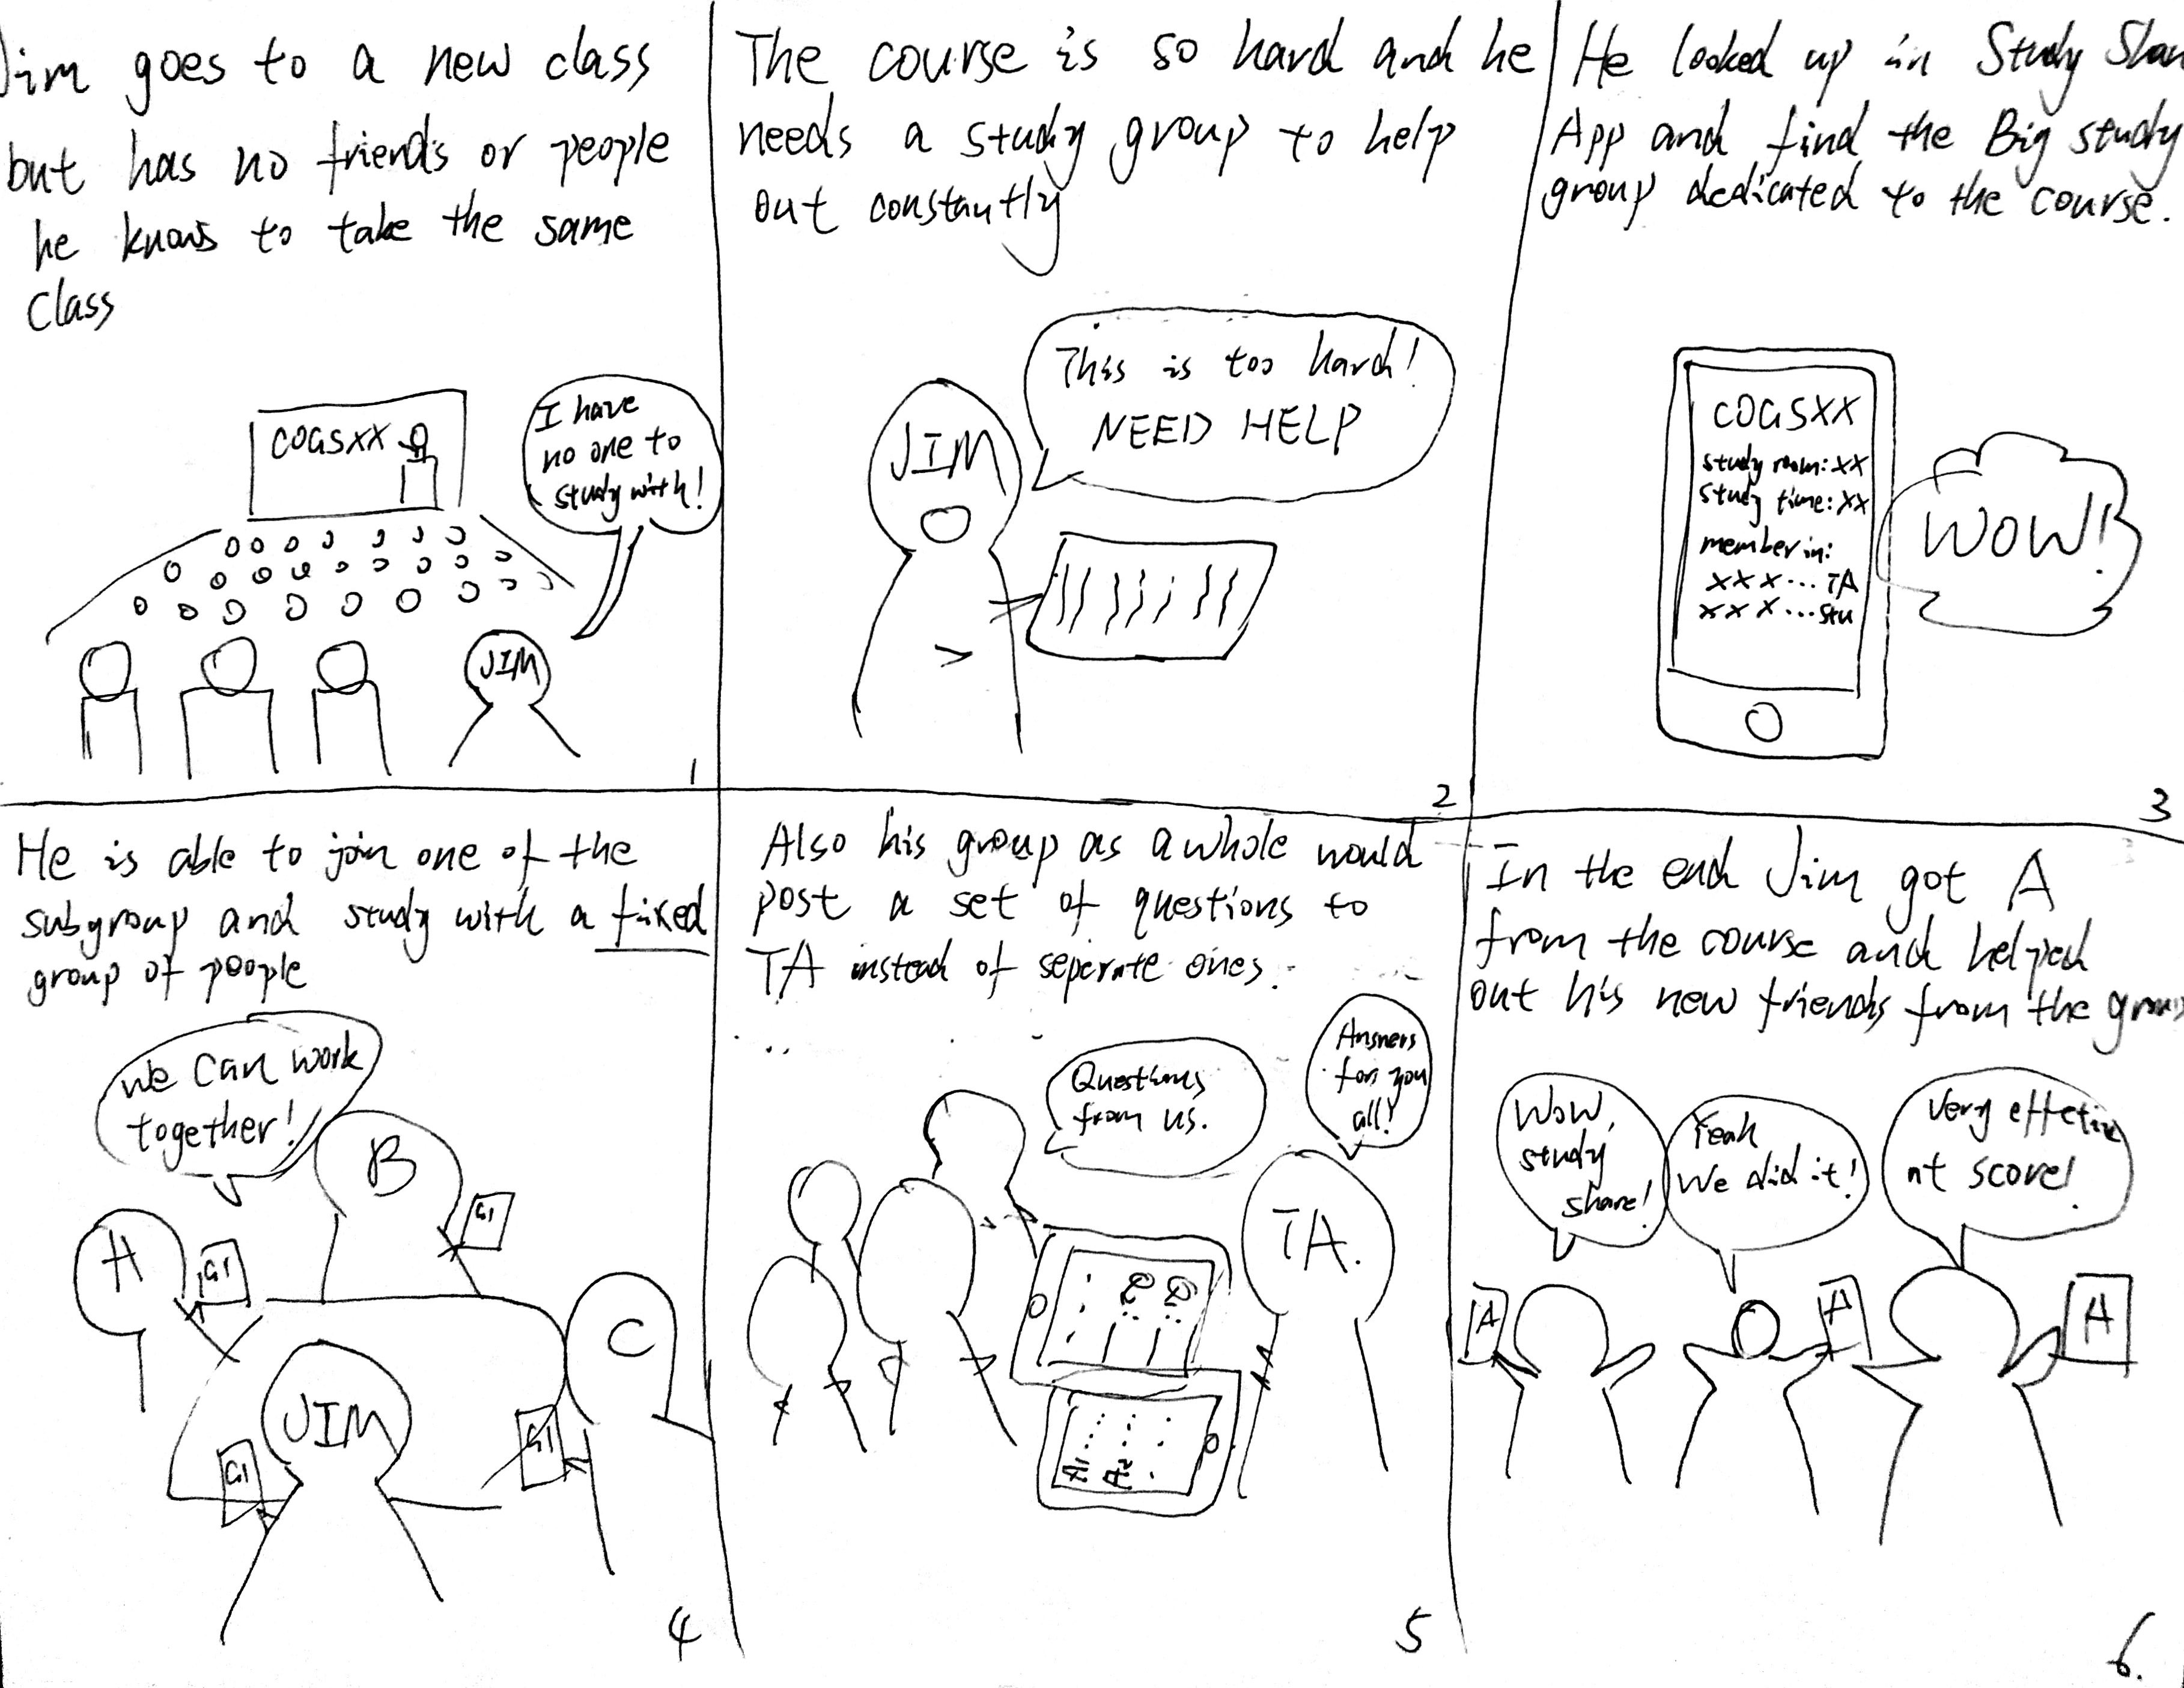 Jim goes to a new class
but has no friends or people
he knows to take the same
class
COGSXX
I have
no one to
study with!
JIM
1
The course is so hard and he
needs a study group to help
out constantly
This is too hard!
NEED HELP
JIM
2
He looked up in Study Shar
App and find the Big study
group dedicated to the course.
COGSXX
study room: XX
study time: XX
member in:
XXX... TA
XXX...stu
WOW!
3
He is able to join one of the
subgroup and study with a fixed
group of people
we can work
together!
B
G1
A
G1
C
JIM
G1
G1
4
Also his group as a whole would
post a set of questions to
TA instead of seperate ones.
Questions
from us.
Answers
for you
all!
TA.
A1 A2
5
In the end Jim got A
from the course and helped
out his new friends from the group
Wow,
study
share!
Yeah
We did it!
Very effective
at score!
A
A
A
6.